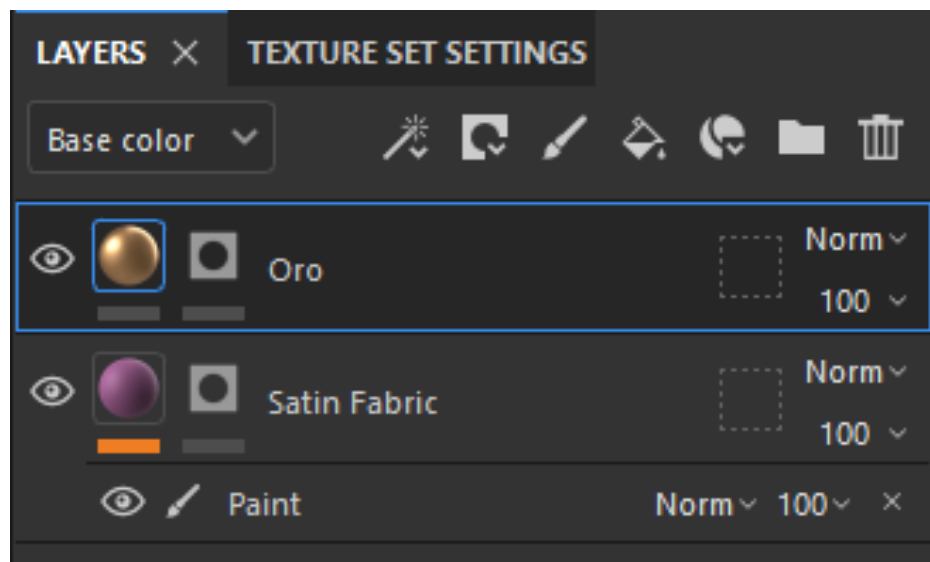 LAYERS TEXTURE SET SETTINGS
Base color
Oro Norm
100
Satin Fabric Norm
100
Paint Norm 100